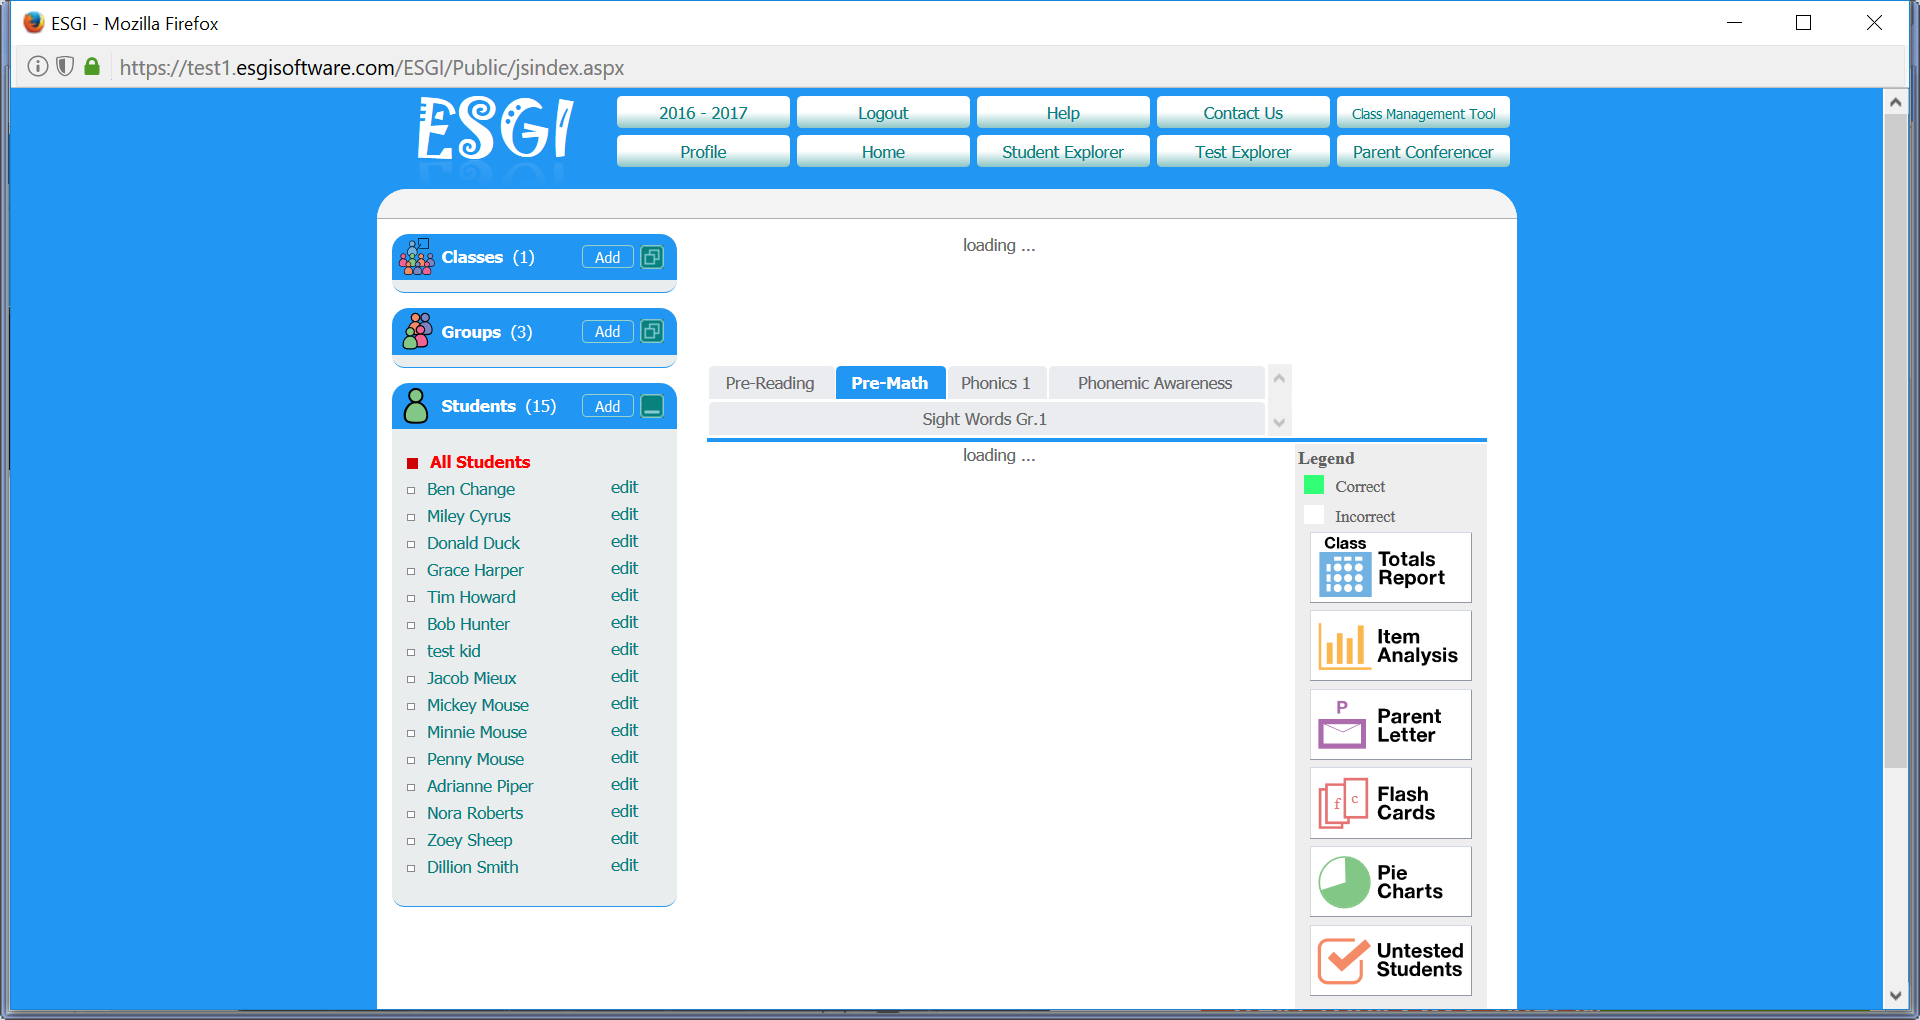 ESGI - Mozilla Firefox
https://test1.esgisoftware.com/ESGI/Public/jsindex.aspx
ESGI
2016 - 2017
Logout
Help
Contact Us
Class Management Tool
Profile
Home
Student Explorer
Test Explorer
Parent Conferencer
Classes (1)
Add
Groups (3)
Add
Students (15)
Add
All Students
Ben Change edit
Miley Cyrus edit
Donald Duck edit
Grace Harper edit
Tim Howard edit
Bob Hunter edit
test kid edit
Jacob Mieux edit
Mickey Mouse edit
Minnie Mouse edit
Penny Mouse edit
Adrianne Piper edit
Nora Roberts edit
Zoey Sheep edit
Dillion Smith edit
loading ...
Pre-Reading
Pre-Math
Phonics 1
Phonemic Awareness
Sight Words Gr.1
loading ...
Legend
Correct
Incorrect
Class
Totals
Report
Item
Analysis
P
Parent
Letter
f c
Flash
Cards
Pie
Charts
Untested
Students